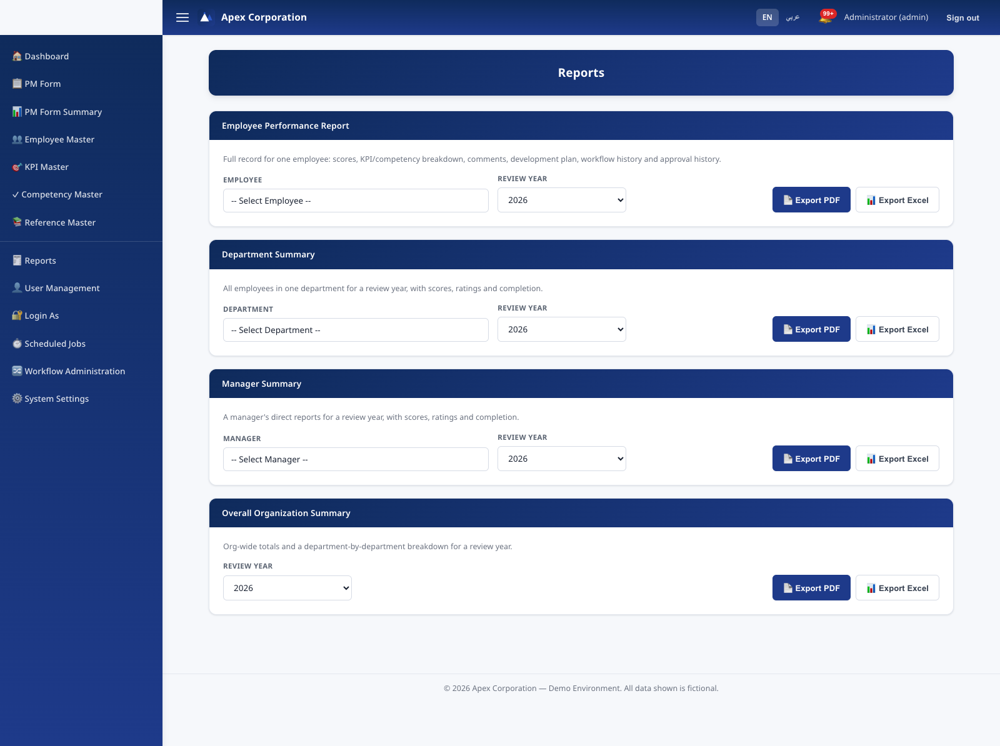 Apex Corporation
EN
عربي
99+
Administrator (admin)
Sign out
Dashboard
PM Form
PM Form Summary
Employee Master
KPI Master
Competency Master
Reference Master
Reports
User Management
Login As
Scheduled Jobs
Workflow Administration
System Settings
Reports
Employee Performance Report
Full record for one employee: scores, KPI/competency breakdown, comments, development plan, workflow history and approval history.
EMPLOYEE
-- Select Employee --
REVIEW YEAR
2026
Export PDF
Export Excel
Department Summary
All employees in one department for a review year, with scores, ratings and completion.
DEPARTMENT
-- Select Department --
REVIEW YEAR
2026
Export PDF
Export Excel
Manager Summary
A manager's direct reports for a review year, with scores, ratings and completion.
MANAGER
-- Select Manager --
REVIEW YEAR
2026
Export PDF
Export Excel
Overall Organization Summary
Org-wide totals and a department-by-department breakdown for a review year.
REVIEW YEAR
2026
Export PDF
Export Excel
© 2026 Apex Corporation — Demo Environment. All data shown is fictional.